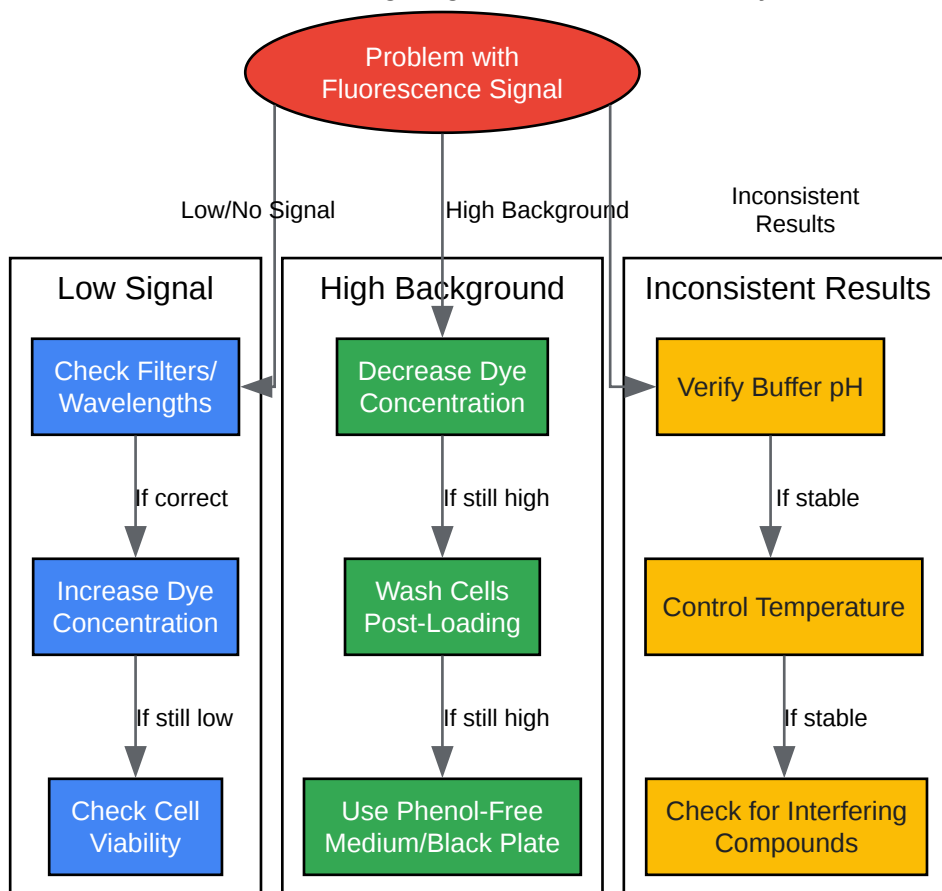 Problem with
Fluorescence Signal
Low/No Signal
High Background
Inconsistent
Results
Low Signal
Check Filters/
Wavelengths
If correct
Increase Dye
Concentration
If still low
Check Cell
Viability
High Background
Decrease Dye
Concentration
If still high
Wash Cells
Post-Loading
If still high
Use Phenol-Free
Medium/Black Plate
Inconsistent Results
Verify Buffer pH
If stable
Control Temperature
If stable
Check for Interfering
Compounds